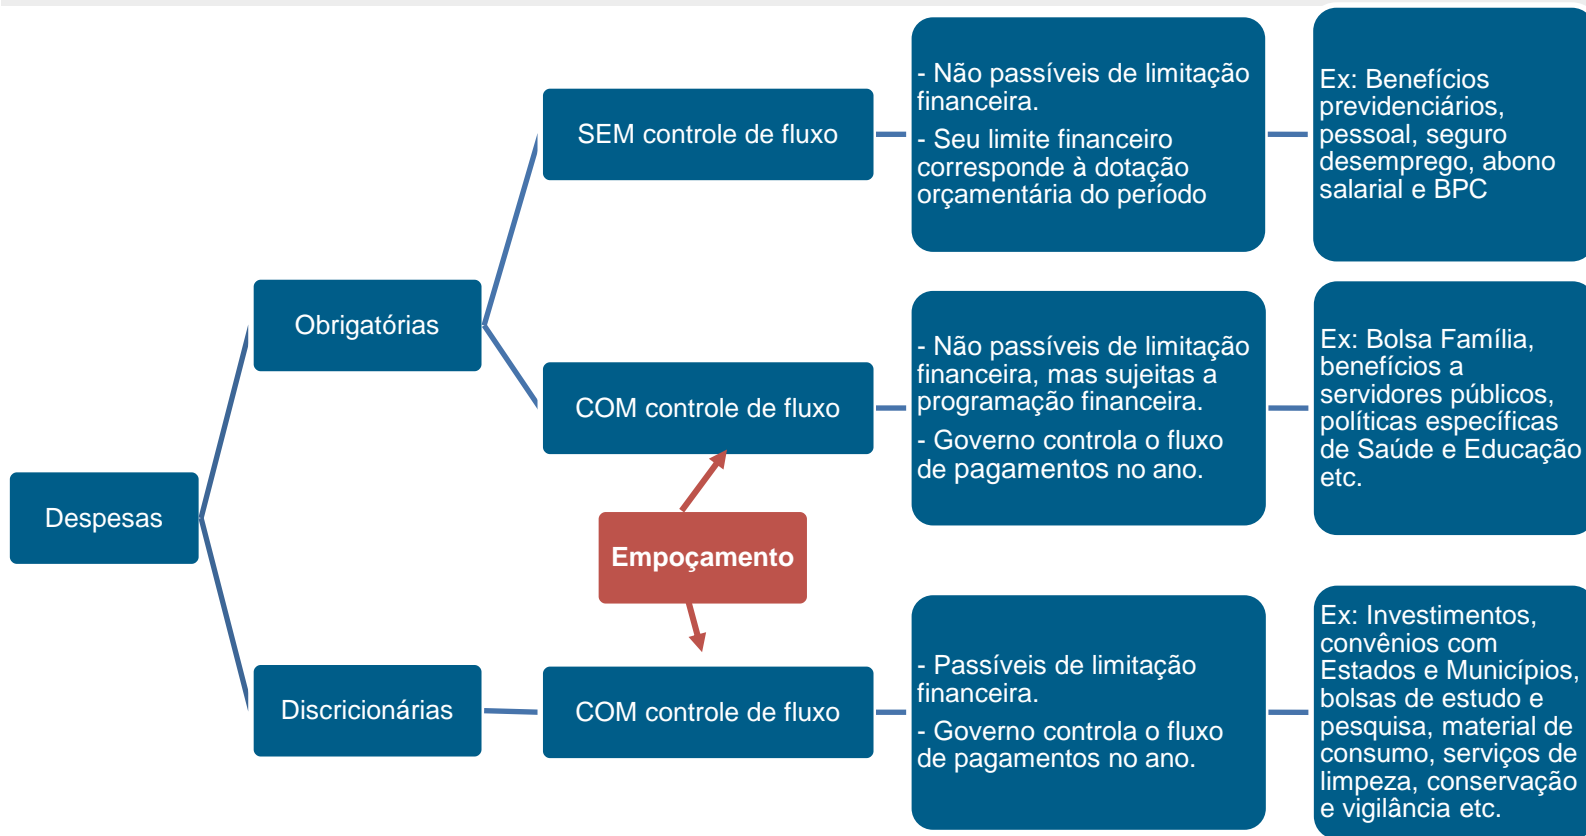 Despesas
Obrigatórias
SEM controle de fluxo
- Não passíveis de limitação
financeira.
- Seu limite financeiro
corresponde à dotação
orçamentária do período
Ex: Benefícios
previdenciários,
pessoal, seguro
desemprego, abono
salarial e BPC
COM controle de fluxo
- Não passíveis de limitação
financeira, mas sujeitas a
programação financeira.
- Governo controla o fluxo
de pagamentos no ano.
Ex: Bolsa Família,
benefícios a
servidores públicos,
políticas específicas
de Saúde e Educação
etc.
Empoçamento
Discricionárias
COM controle de fluxo
- Passíveis de limitação
financeira.
- Governo controla o fluxo
de pagamentos no ano.
Ex: Investimentos,
convênios com
Estados e Municípios,
bolsas de estudo e
pesquisa, material de
consumo, serviços de
limpeza, conservação
e vigilância etc.